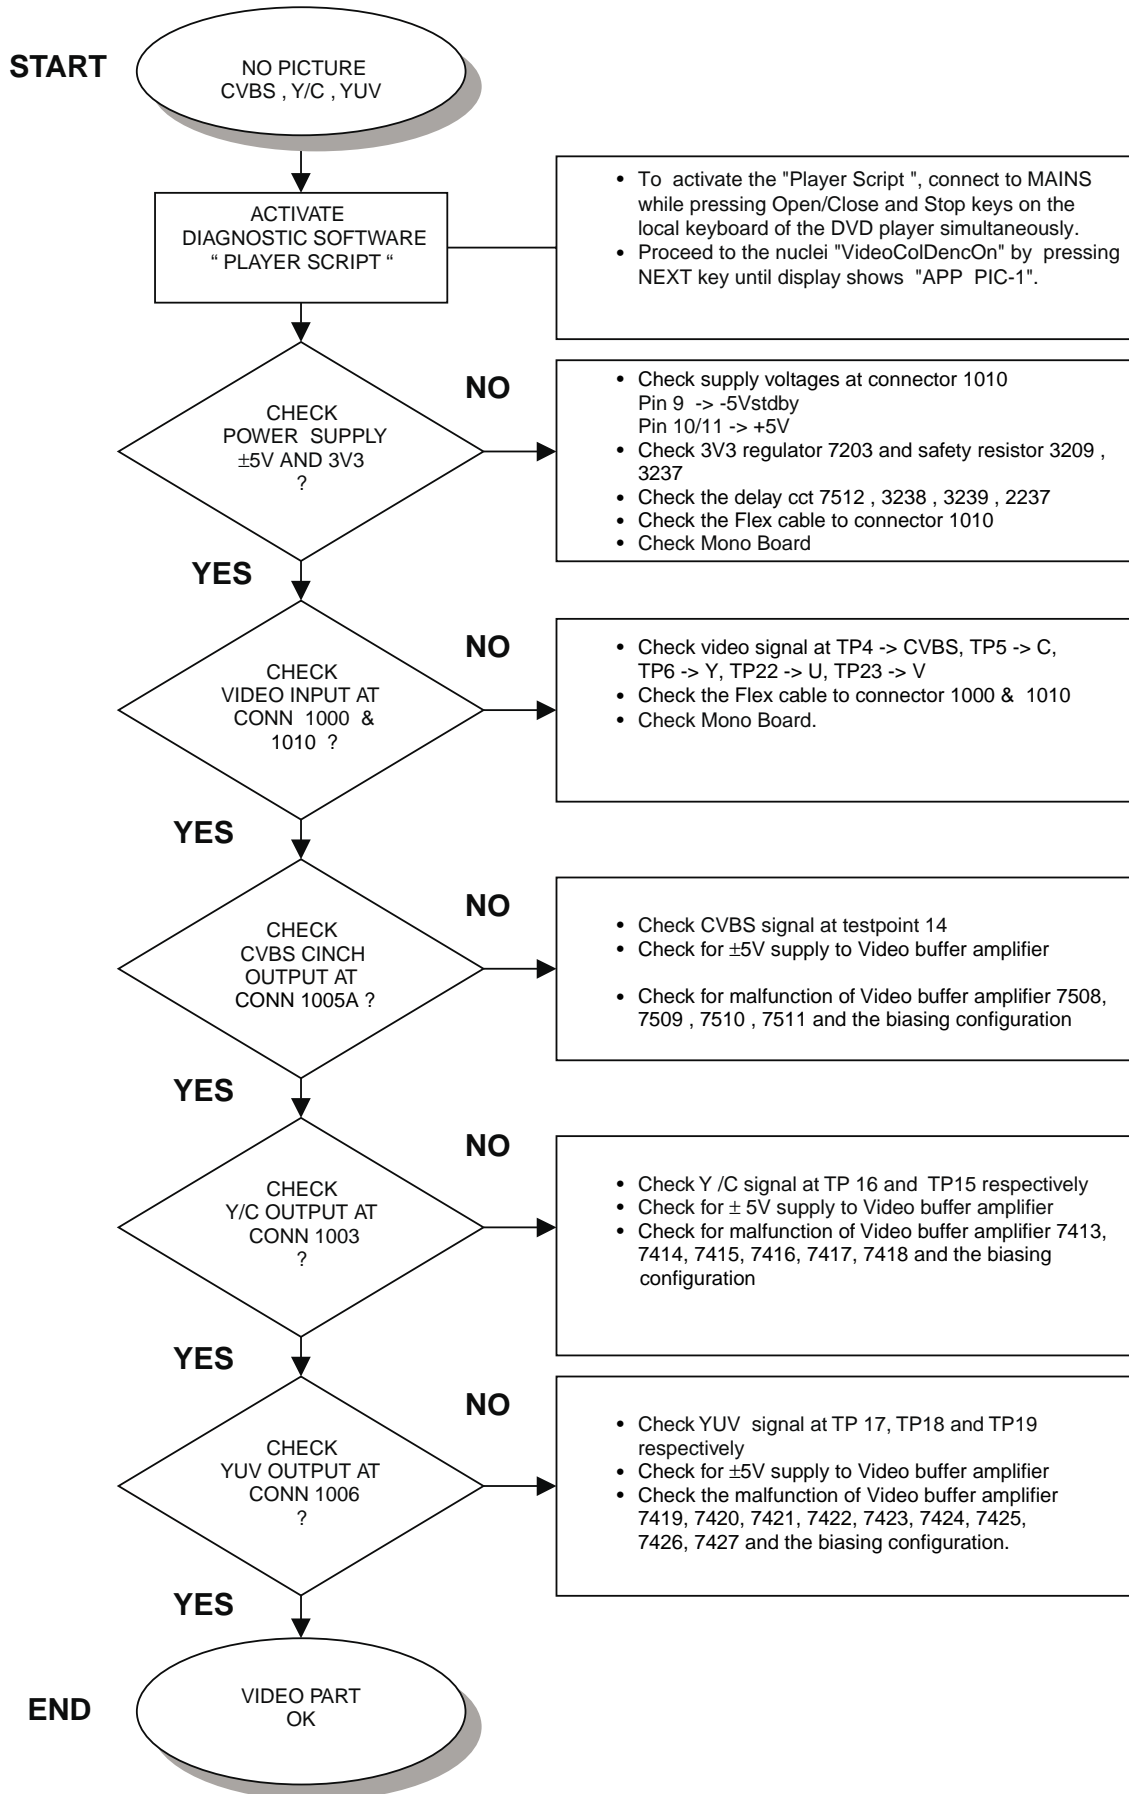 START
NO PICTURE
CVBS , Y/C , YUV
ACTIVATE
DIAGNOSTIC SOFTWARE
“ PLAYER SCRIPT “
• To activate the "Player Script ", connect to MAINS
while pressing Open/Close and Stop keys on the
local keyboard of the DVD player simultaneously.
• Proceed to the nuclei "VideoColDencOn" by pressing
NEXT key until display shows "APP PIC-1".
CHECK
POWER SUPPLY
±5V AND 3V3
?
NO
• Check supply voltages at connector 1010
Pin 9 -> -5Vstdby
Pin 10/11 -> +5V
• Check 3V3 regulator 7203 and safety resistor 3209 ,
3237
• Check the delay cct 7512 , 3238 , 3239 , 2237
• Check the Flex cable to connector 1010
• Check Mono Board
YES
CHECK
VIDEO INPUT AT
CONN 1000 &
1010 ?
NO
• Check video signal at TP4 -> CVBS, TP5 -> C,
TP6 -> Y, TP22 -> U, TP23 -> V
• Check the Flex cable to connector 1000 & 1010
• Check Mono Board.
YES
CHECK
CVBS CINCH
OUTPUT AT
CONN 1005A ?
NO
• Check CVBS signal at testpoint 14
• Check for ±5V supply to Video buffer amplifier
• Check for malfunction of Video buffer amplifier 7508,
7509 , 7510 , 7511 and the biasing configuration
YES
CHECK
Y/C OUTPUT AT
CONN 1003
?
NO
• Check Y /C signal at TP 16 and TP15 respectively
• Check for ± 5V supply to Video buffer amplifier
• Check for malfunction of Video buffer amplifier 7413,
7414, 7415, 7416, 7417, 7418 and the biasing
configuration
YES
CHECK
YUV OUTPUT AT
CONN 1006
?
NO
• Check YUV signal at TP 17, TP18 and TP19
respectively
• Check for ±5V supply to Video buffer amplifier
• Check the malfunction of Video buffer amplifier
7419, 7420, 7421, 7422, 7423, 7424, 7425,
7426, 7427 and the biasing configuration.
YES
END
VIDEO PART
OK